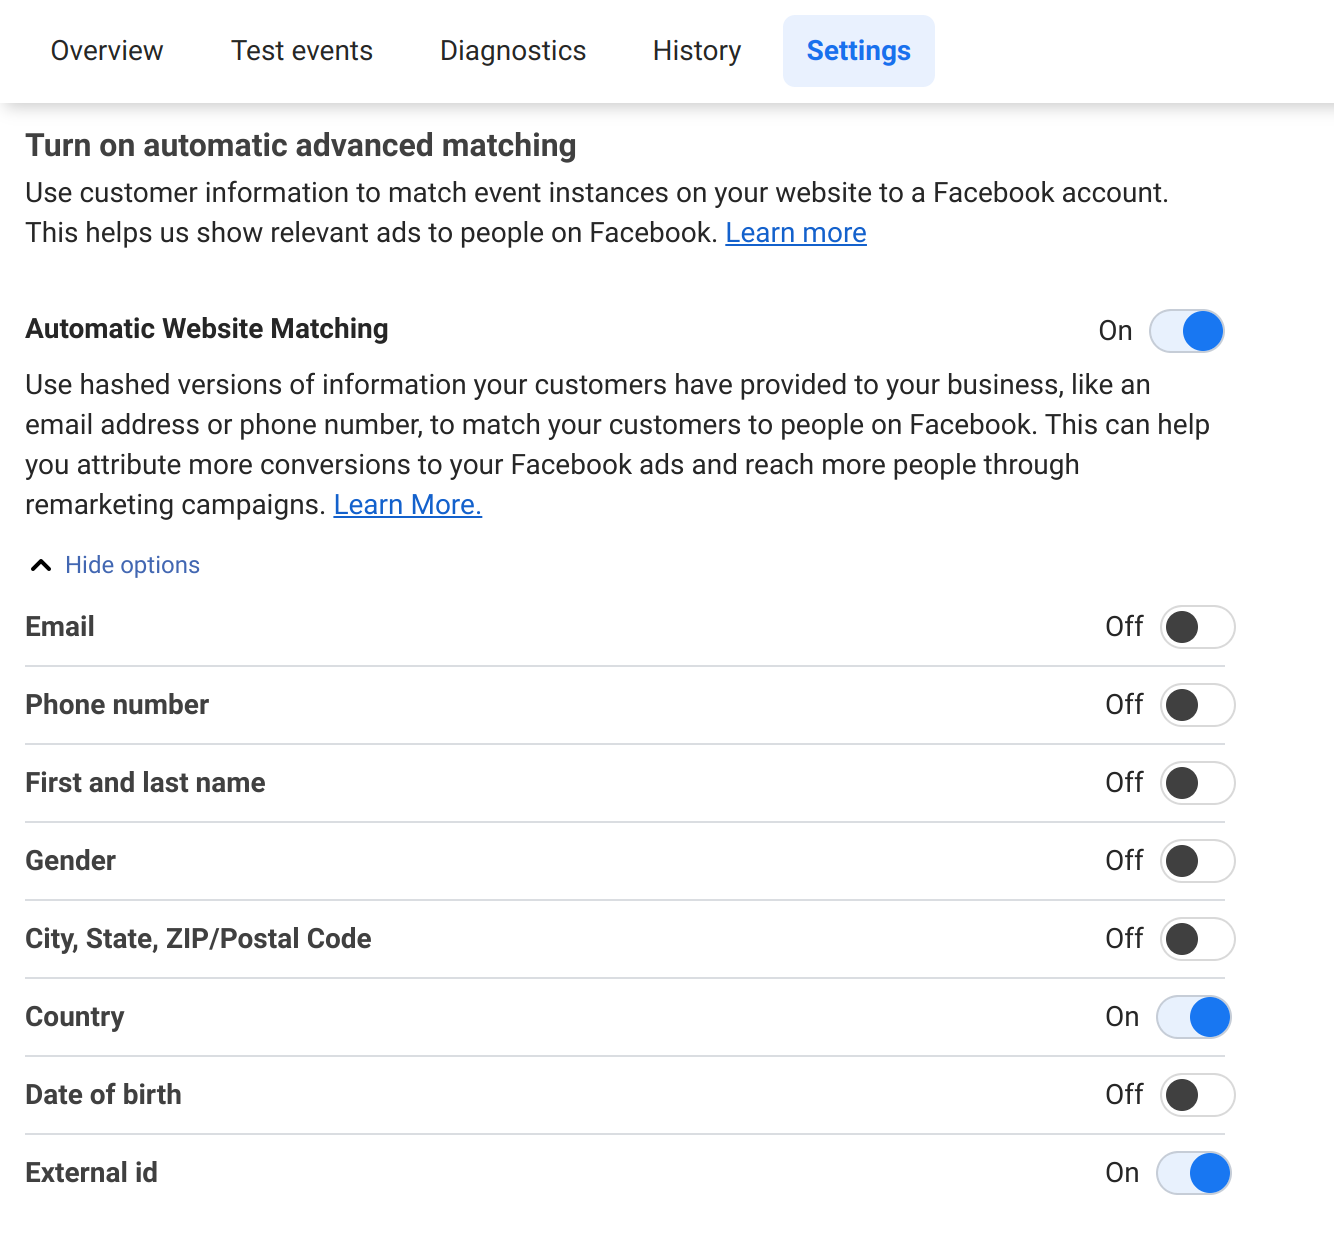 Overview Test events Diagnostics History Settings
Turn on automatic advanced matching
Use customer information to match event instances on your website to a Facebook account.
This helps us show relevant ads to people on Facebook. Learn more
Automatic Website Matching On
Use hashed versions of information your customers have provided to your business, like an
email address or phone number, to match your customers to people on Facebook. This can help
you attribute more conversions to your Facebook ads and reach more people through
remarketing campaigns. Learn More.
Hide options
Email Off
Phone number Off
First and last name Off
Gender Off
City, State, ZIP/Postal Code Off
Country On
Date of birth Off
External id On